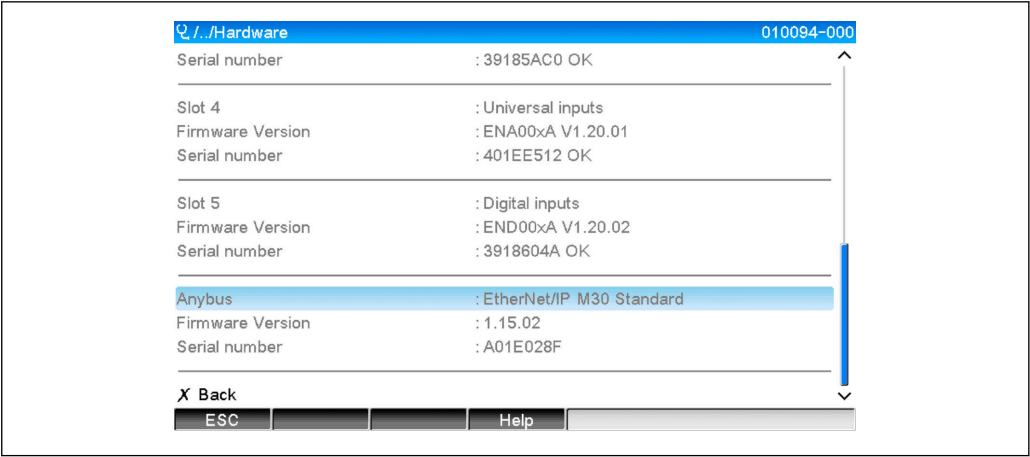 /../Hardware 010094-000
Serial number : 39185AC0 OK
Slot 4 : Universal inputs
Firmware Version : ENA00xA V1.20.01
Serial number : 401EE512 OK
Slot 5 : Digital inputs
Firmware Version : END00xA V1.20.02
Serial number : 3918604A OK
Anybus : EtherNet/IP M30 Standard
Firmware Version : 1.15.02
Serial number : A01E028F
X Back
ESC Help